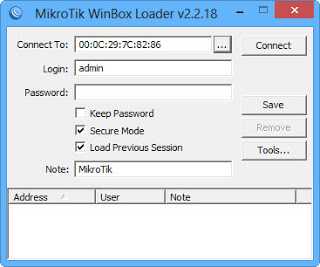 MikroTik WinBox Loader v2.2.18
Connect To: 00:0C:29:7C:82:86 ... Connect
Login: admin
Password:
Keep Password Save
Secure Mode Remove
Load Previous Session Tools...
Note: MikroTik
Address User Note